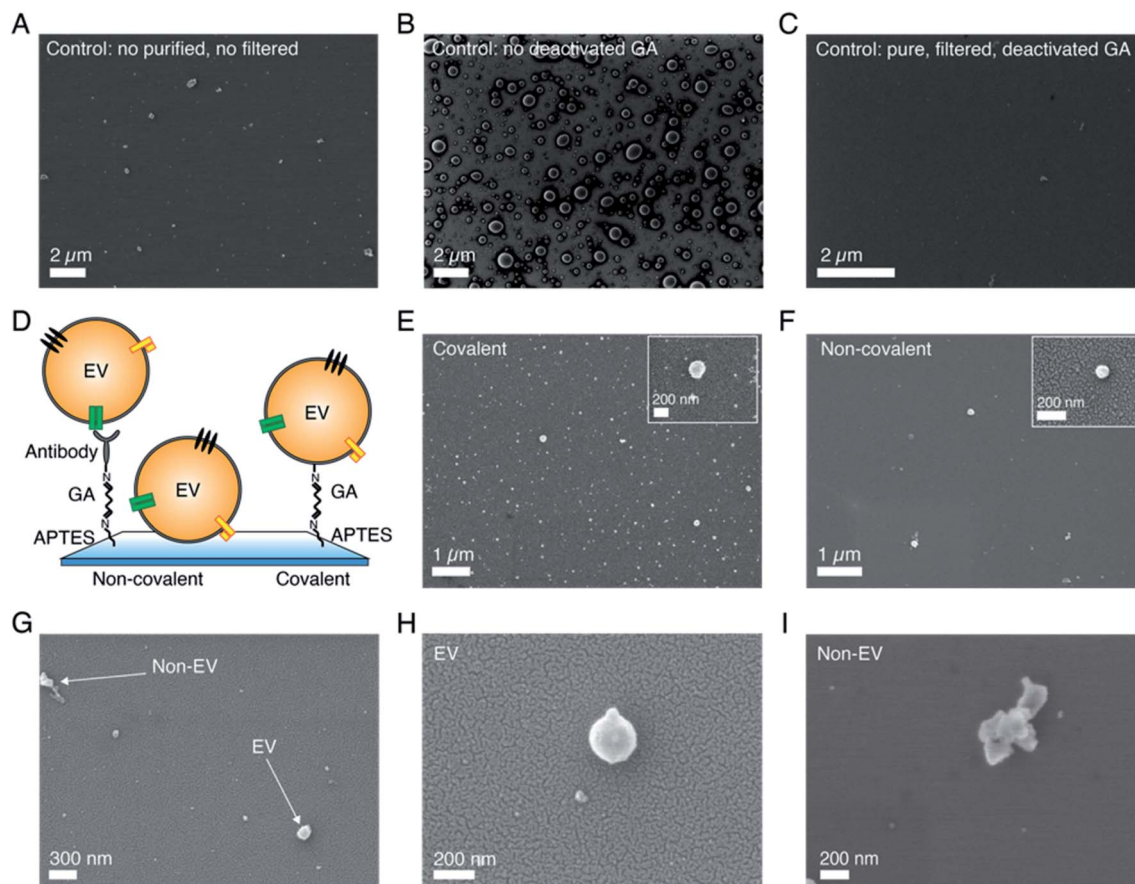 A
Control: no purified, no filtered
2 µm
B
Control: no deactivated GA
2 µm
C
Control: pure, filtered, deactivated GA
2 µm
D
EV
Antibody
N
GA
N
APTES
EV
EV
N
GA
N
APTES
Non-covalent
Covalent
E
Covalent
200 nm
1 µm
F
Non-covalent
200 nm
1 µm
G
Non-EV
EV
300 nm
H
EV
200 nm
I
Non-EV
200 nm